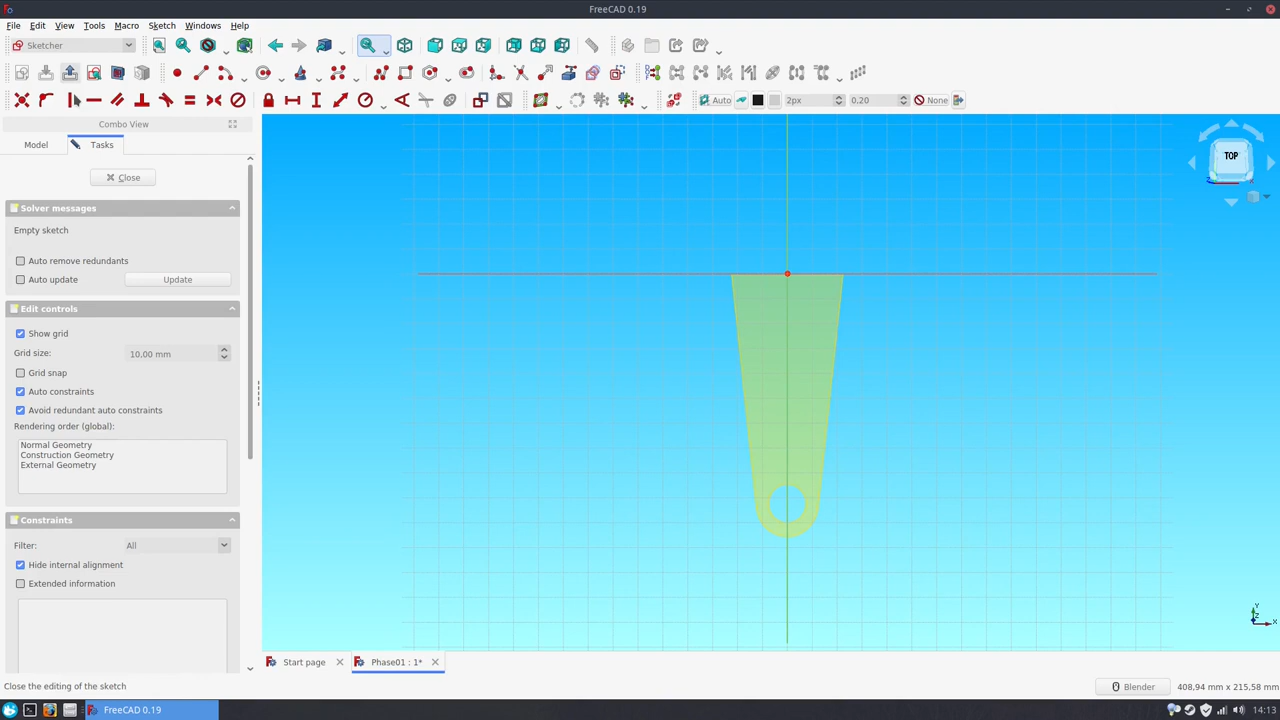 FreeCAD 0.19
File Edit View Tools Macro Sketch Windows Help
Sketcher
Auto 2px 0.20 None
Combo View
Model Tasks
Close
Solver messages
Empty sketch
Auto remove redundants
Auto update Update
Edit controls
Show grid
Grid size: 10.00 mm
Grid snap
Auto constraints
Avoid redundant auto constraints
Rendering order (global):
Normal Geometry
Construction Geometry
External Geometry
Constraints
Filter: All
Hide internal alignment
Extended information
TOP
Y
Z
X
Start page Phase01 : 1*
Close the editing of the sketch Blender 408,94 mm x 215,58 mm
FreeCAD 0.19 14:13